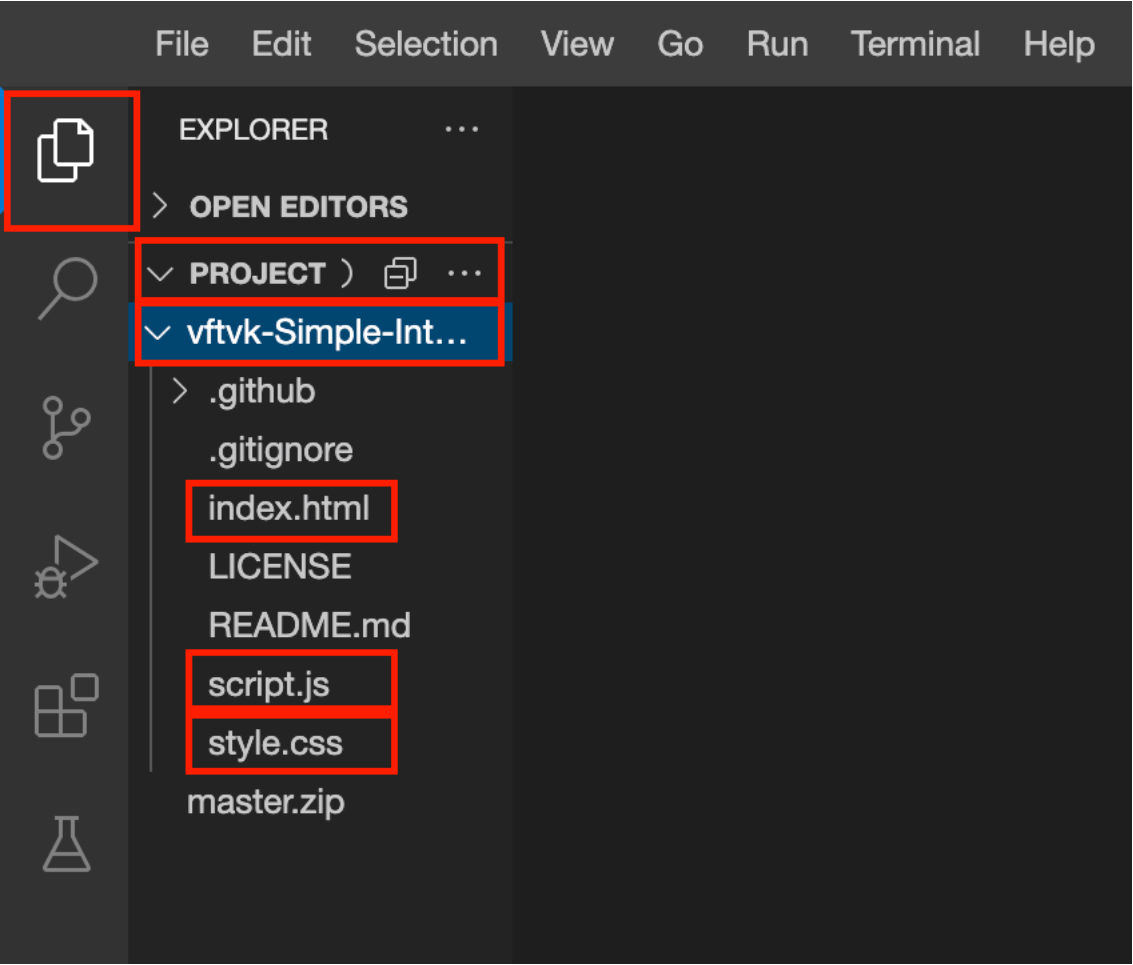 File Edit Selection View Go Run Terminal Help
EXPLORER ...
OPEN EDITORS
PROJECT ) ...
vftvk-Simple-Int...
.github
.gitignore
index.html
LICENSE
README.md
script.js
style.css
master.zip